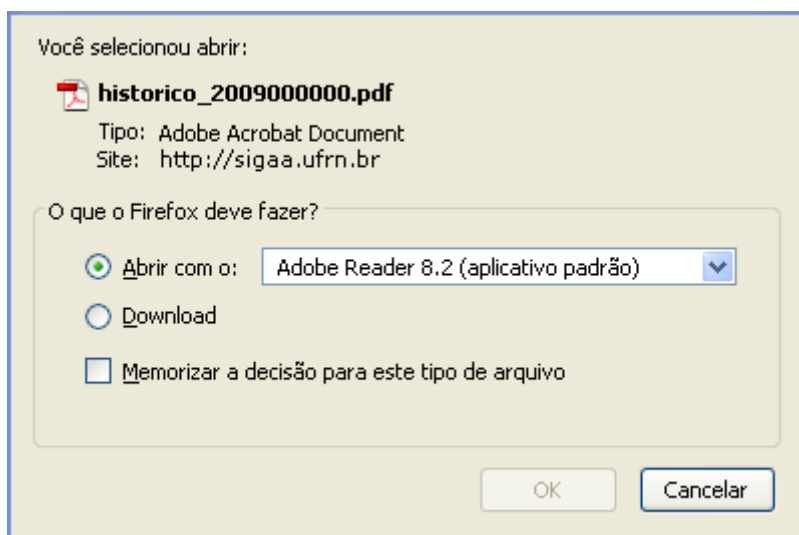 Você selecionou abrir:
historico_2009000000.pdf
Tipo: Adobe Acrobat Document
Site: http://sigaa.ufrn.br
O que o Firefox deve fazer?
Abrir com o: Adobe Reader 8.2 (aplicativo padrão)
Download
Memorizar a decisão para este tipo de arquivo
OK Cancelar